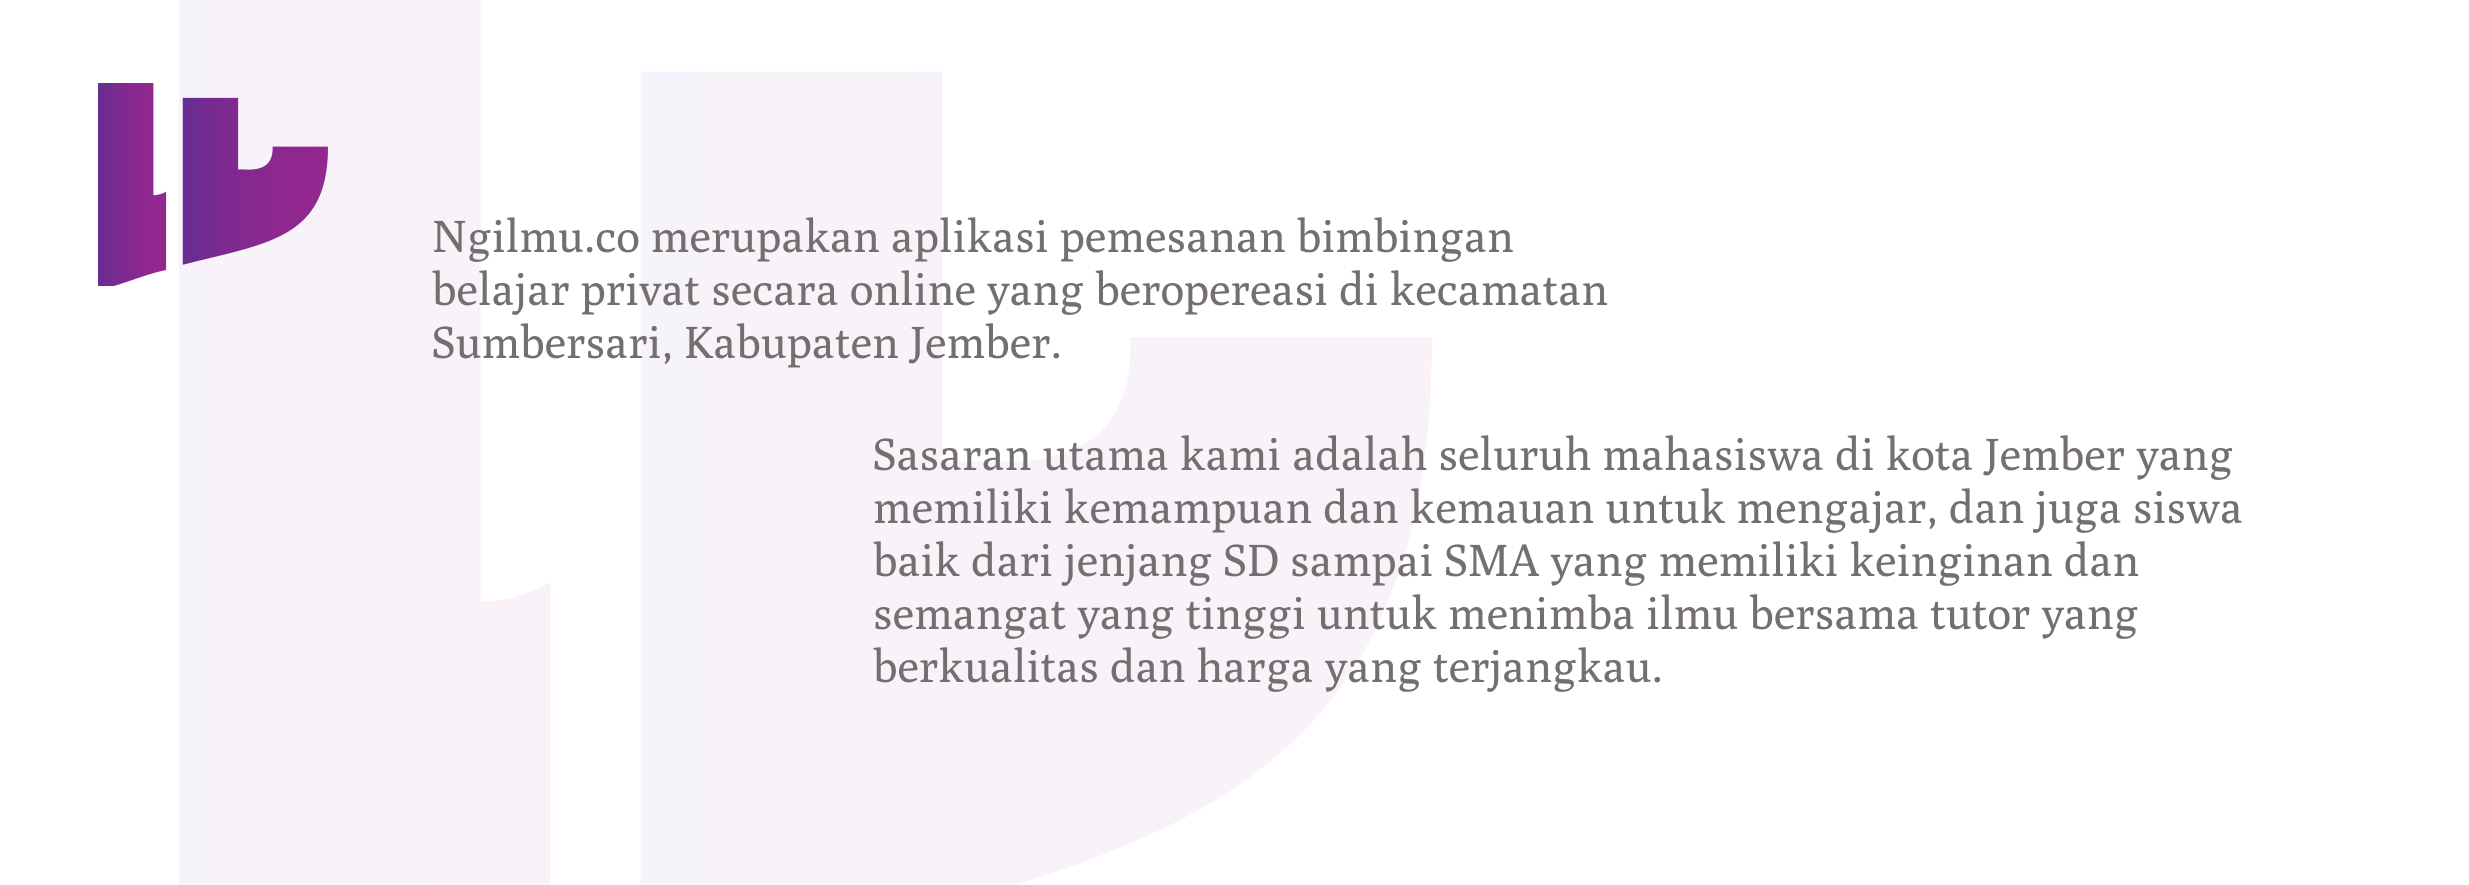 Ngilmu.co merupakan aplikasi pemesanan bimbingan
belajar privat secara online yang beropereasi di kecamatan
Sumbersari, Kabupaten Jember.
Sasaran utama kami adalah seluruh mahasiswa di kota Jember yang
memiliki kemampuan dan kemauan untuk mengajar, dan juga siswa
baik dari jenjang SD sampai SMA yang memiliki keinginan dan
semangat yang tinggi untuk menimba ilmu bersama tutor yang
berkualitas dan harga yang terjangkau.